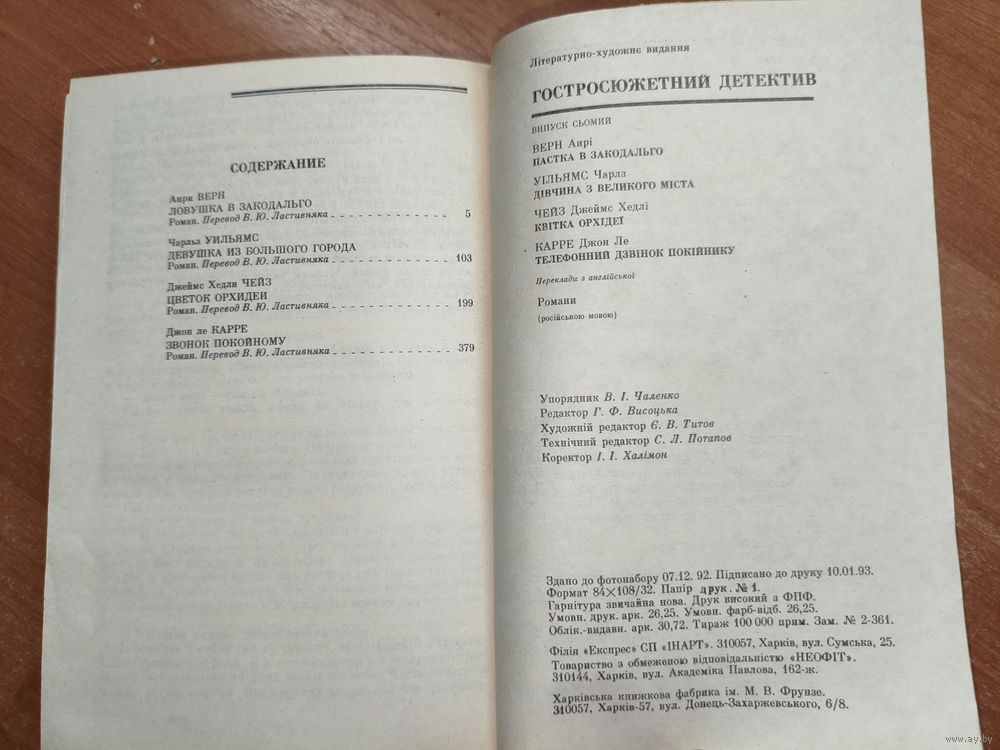 СОДЕРЖАНИЕ
Анри ВЕРН
ЛОВУШКА В ЗАКОДАЛЬГО
Роман. Перевод В. Ю. Ластивняка 5
Чарльз УИЛЬЯМС
ДЕВУШКА ИЗ БОЛЬШОГО ГОРОДА
Роман. Перевод В. Ю. Ластивняка 103
Джеймс Хедли ЧЕЙЗ
ЦВЕТОК ОРХИДЕИ
Роман. Перевод В. Ю. Ластивняка 199
Джон ле КАРРЕ
ЗВОНОК ПОКОЙНОМУ
Роман. Перевод В. Ю. Ластивняка 379
Літературно-художнє видання
ГОСТРОСЮЖЕТНИЙ ДЕТЕКТИВ
ВИПУСК СЬОМИЙ
ВЕРН Анрі
ПАСТКА В ЗАКОДАЛЬГО
УІЛЬЯМС Чарлз
ДІВЧИНА З ВЕЛИКОГО МІСТА
ЧЕЙЗ Джеймс Хедлі
КВІТКА ОРХІДЕЇ
КАРРЕ Джон Ле
ТЕЛЕФОННИЙ ДЗВІНОК ПОКІЙНИКУ
Переклади з англійської
Романи
(російською мовою)
Упорядник В. І. Чаленко
Редактор Г. Ф. Висоцька
Художній редактор Є. В. Титов
Технічний редактор С. Л. Потапов
Коректор І. І. Халімон
Здано до фотонабору 07.12. 92. Підписано до друку 10.01.93.
Формат 84×108/32. Папір друк. № 1.
Гарнітура звичайна нова. Друк високий з ФПФ.
Умовн. друк. арк. 26,25. Умовн. фарб-відб. 26,25.
Облік.-видавн. арк. 30,72. Тираж 100 000 прим. Зам. № 2-361.
Філія «Експрес» СП «ІНАРТ». 310057, Харків, вул. Сумська, 25.
Товариство з обмеженою відповідальністю «НЕОФІТ».
310144, Харків, вул. Академіка Павлова, 162-ж.
Харківська книжкова фабрика ім. М. В. Фрунзе.
310057, Харків-57, вул. Донець-Захаржевського, 6/8.
www.ay.by